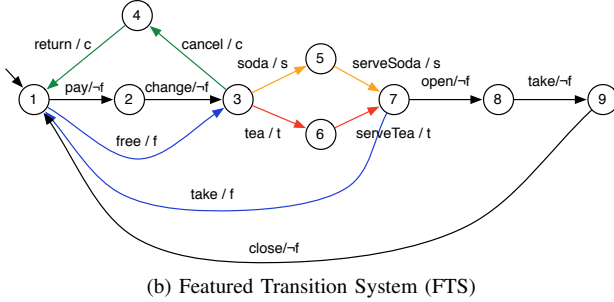 4
return / c
cancel / c
soda / s
5
serveSoda / s
pay/¬f
change/¬f
open/¬f
take/¬f
1
2
3
7
8
9
tea / t
6
serveTea / t
free / f
take / f
close/¬f
(b) Featured Transition System (FTS)